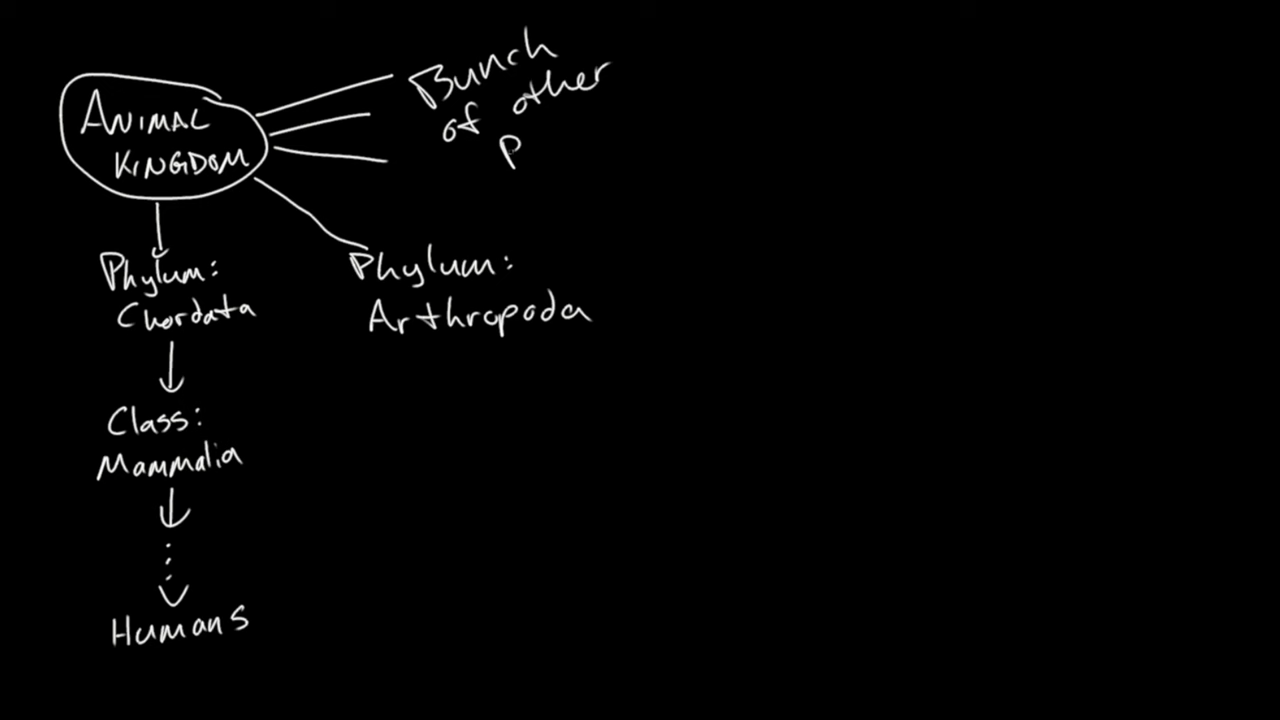 ANIMAL
KINGDOM
Bunch
of other
P
Phylum:
Chordata
Phylum:
Arthropoda
Class:
Mammalia
Humans